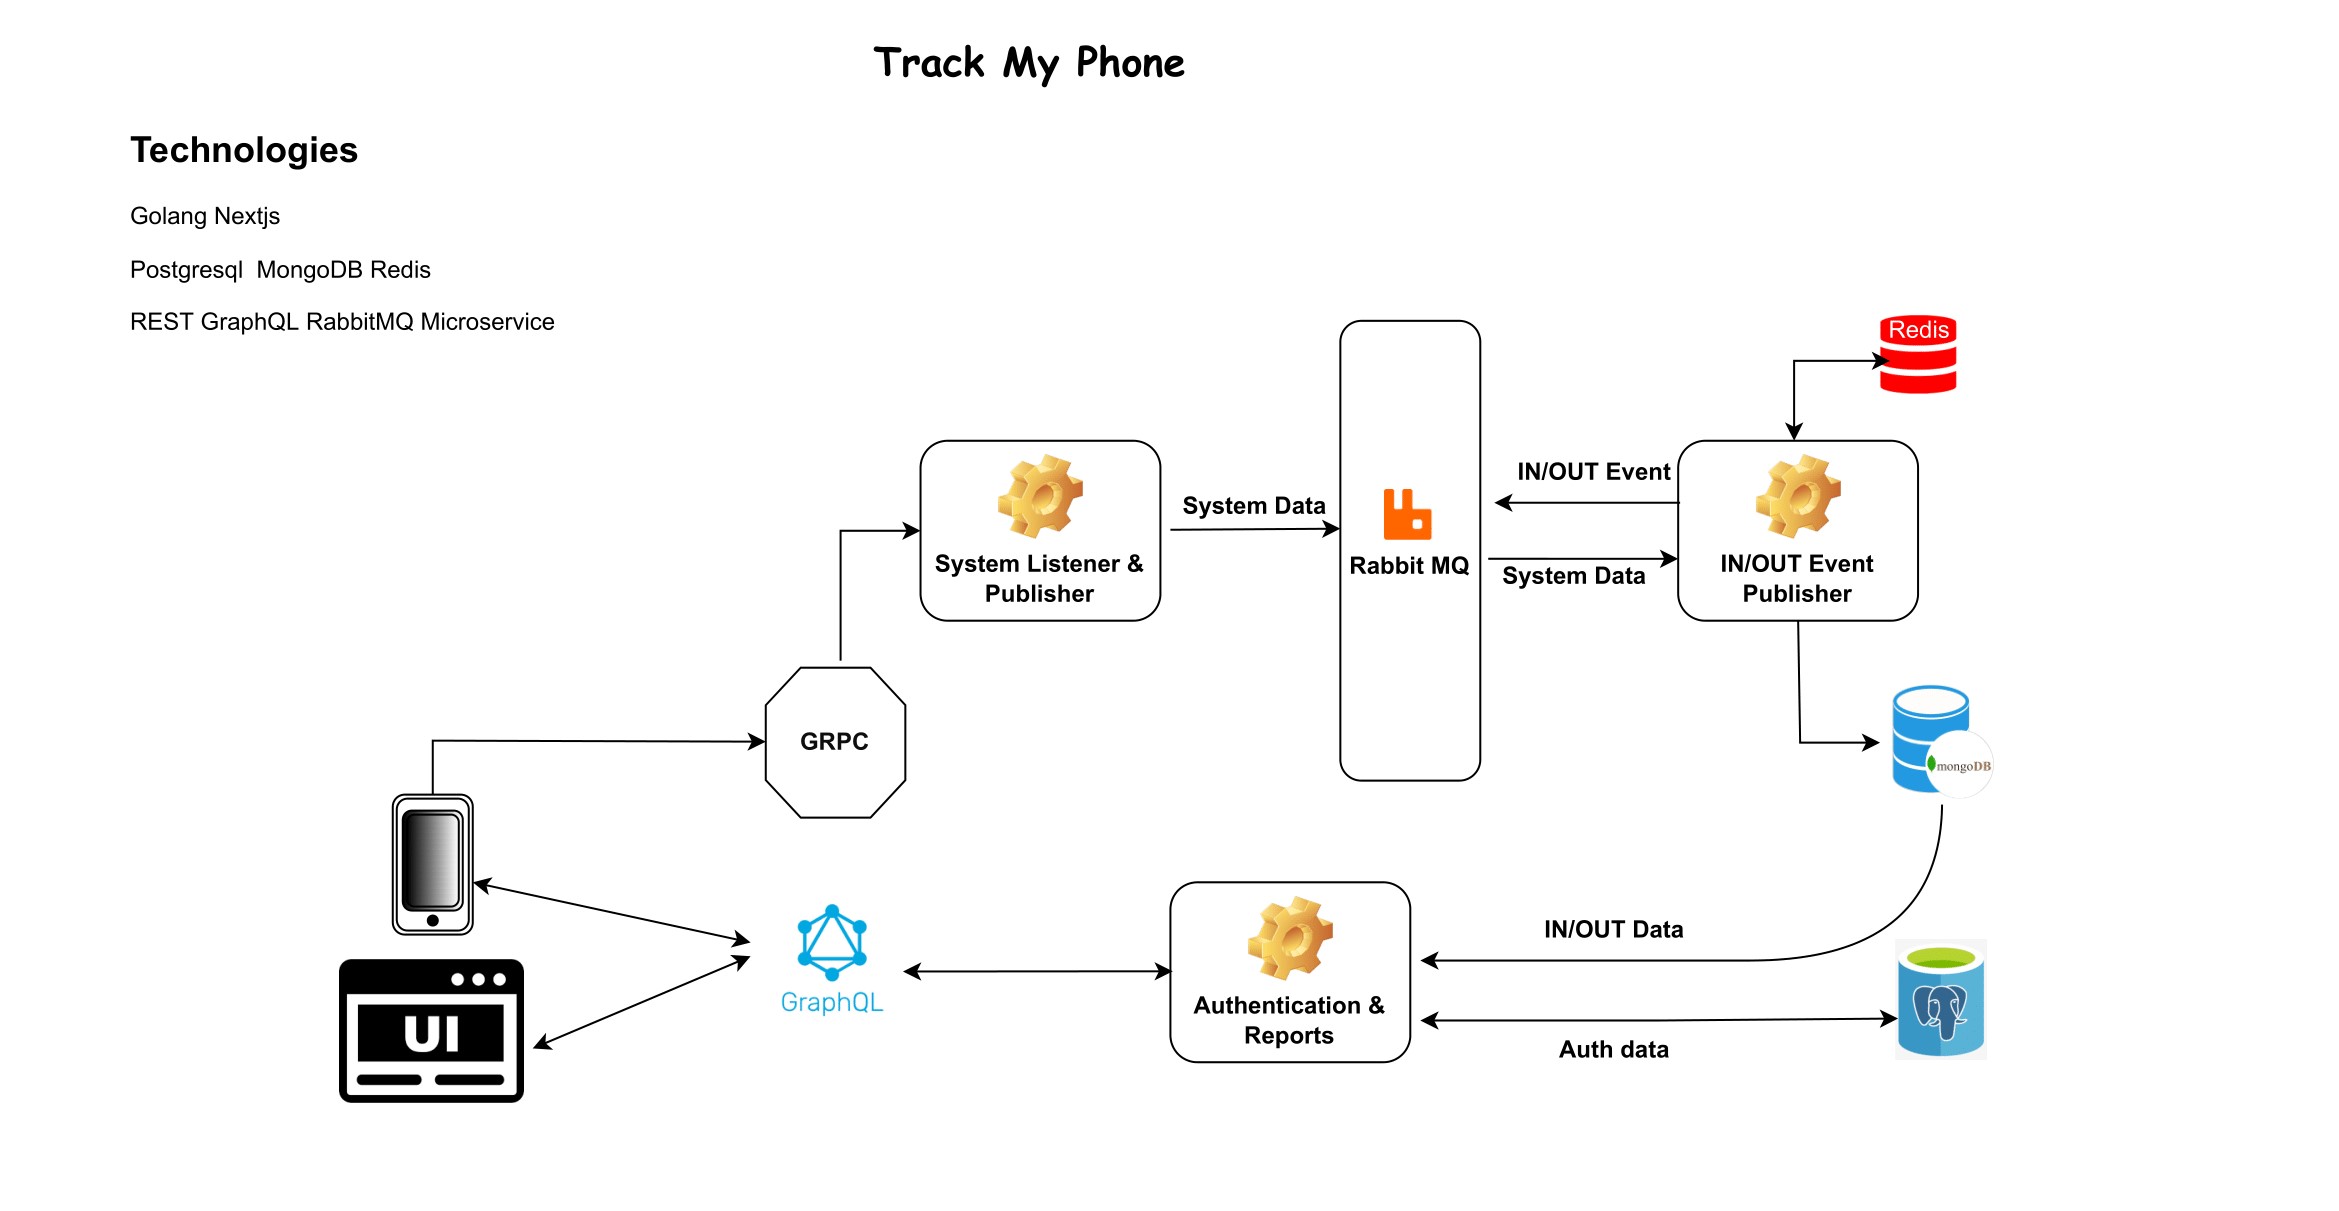 Track My Phone
Technologies
Golang Nextjs
Postgresql  MongoDB Redis
REST GraphQL RabbitMQ Microservice
Redis
IN/OUT Event
System Data
System Listener &
Publisher
Rabbit MQ
System Data
IN/OUT Event
Publisher
GRPC
mongoDB
IN/OUT Data
GraphQL
Authentication &
Reports
UI
Auth data